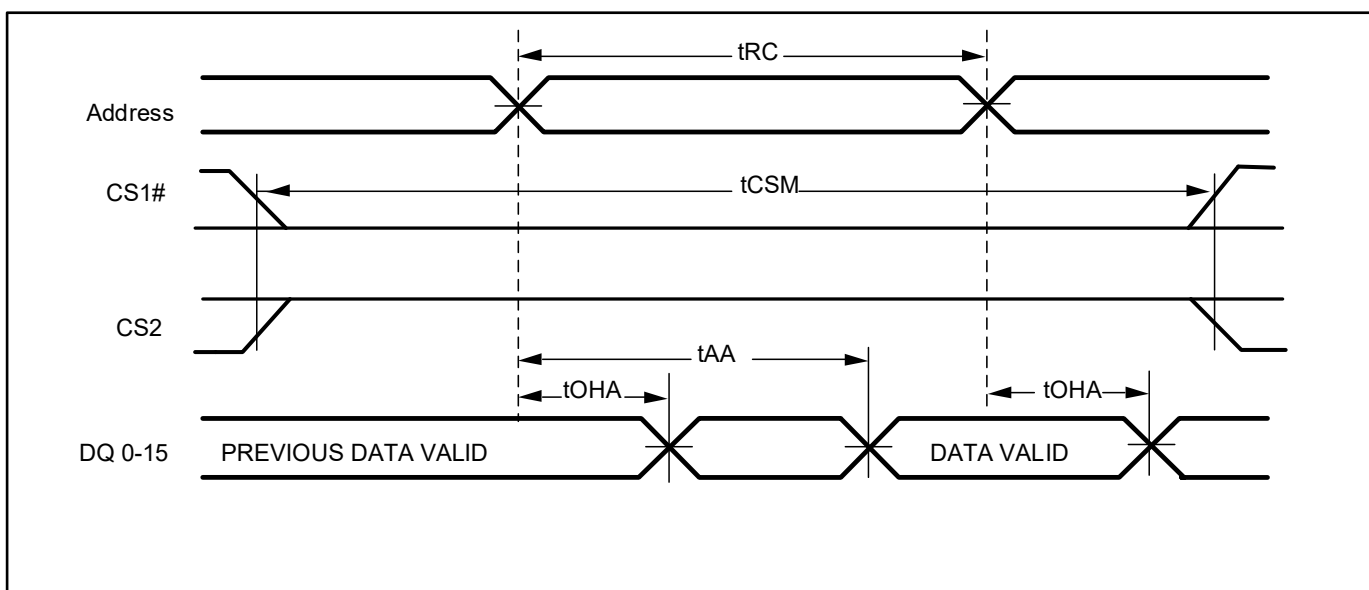 tRC
Address
CS1#
tCSM
CS2
tAA
tOHA
tOHA
DQ 0-15
PREVIOUS DATA VALID
DATA VALID